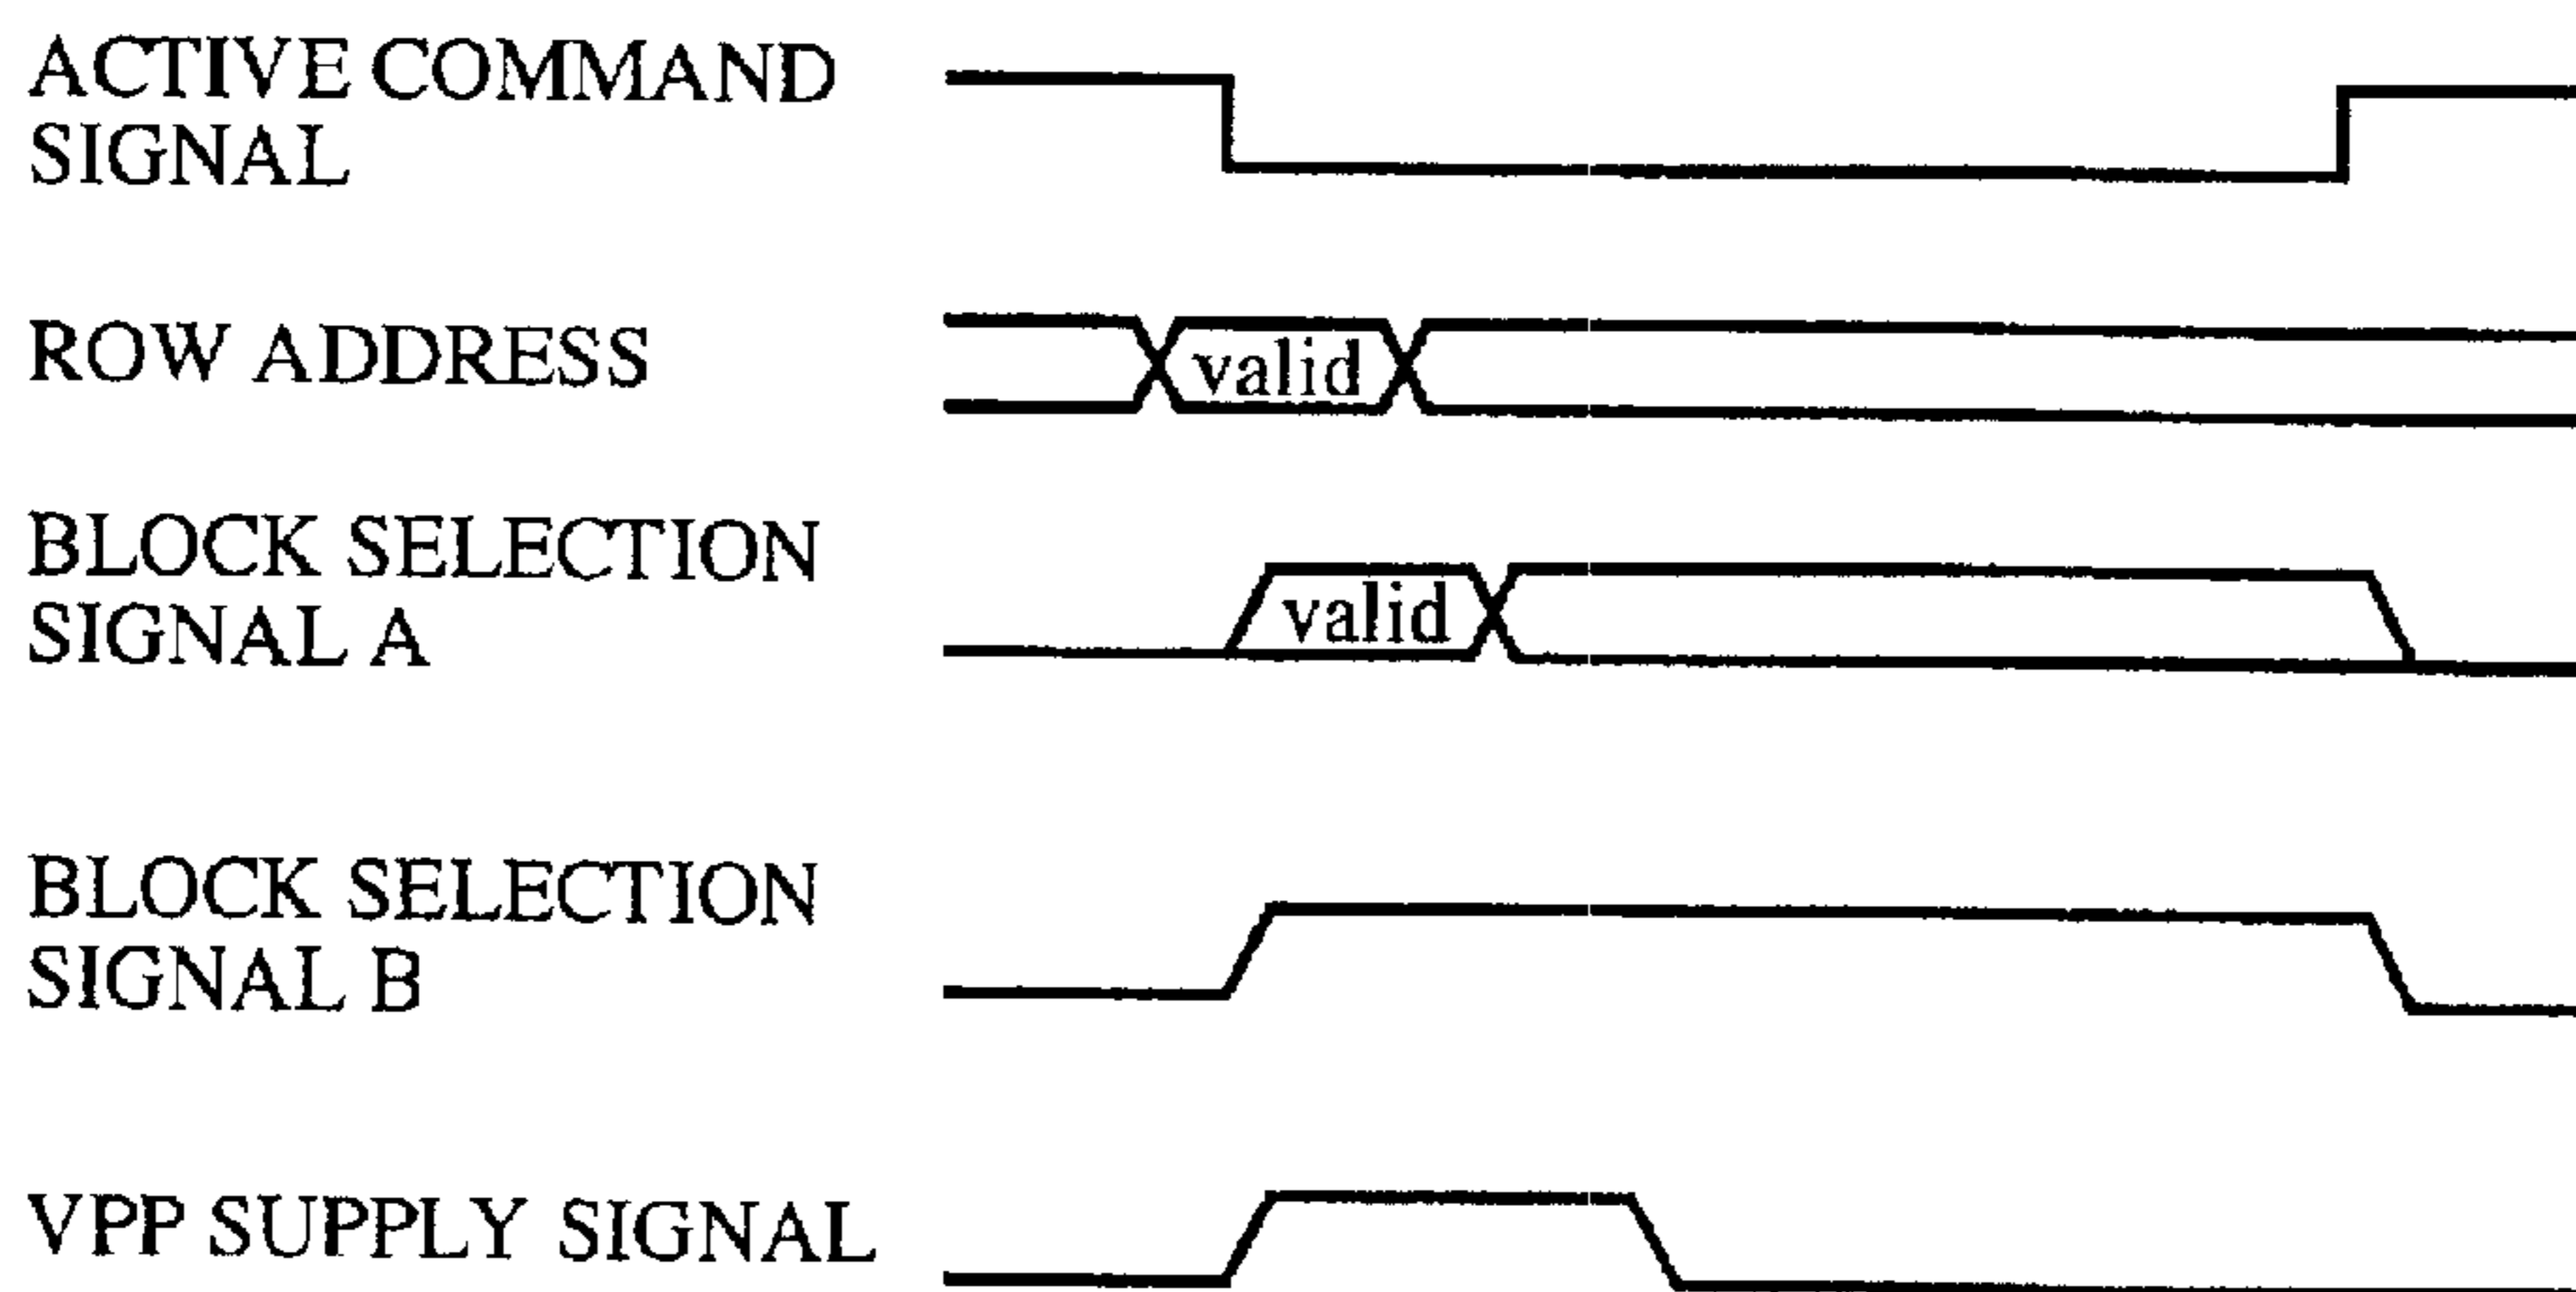 ACTIVE COMMAND
SIGNAL
ROW ADDRESS
valid
BLOCK SELECTION
SIGNAL A
valid
BLOCK SELECTION
SIGNAL B
VPP SUPPLY SIGNAL